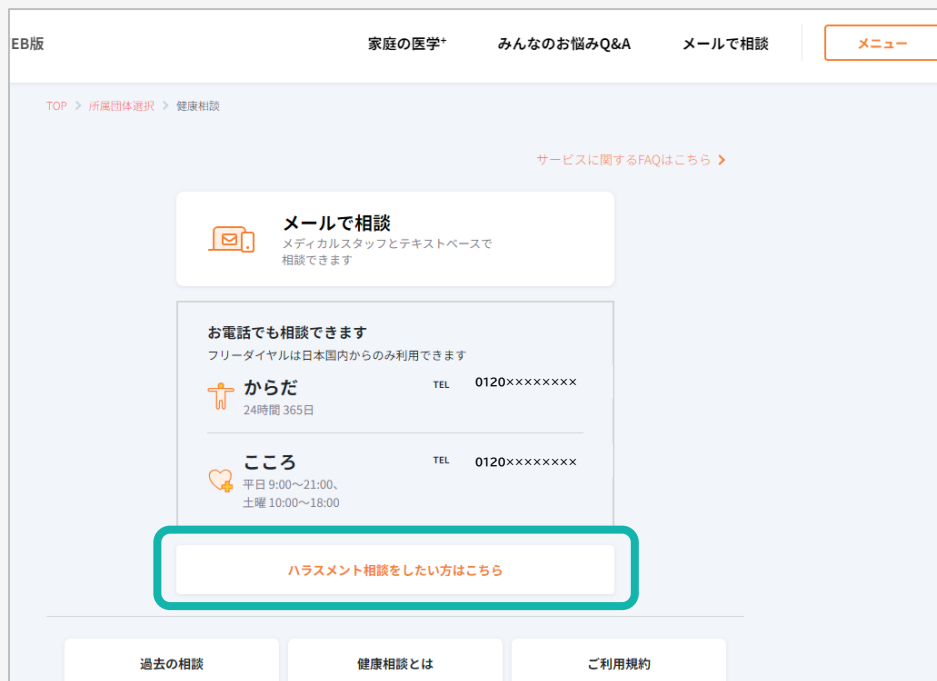 EB版
家庭の医学+
みんなのお悩みQ&A
メールで相談
メニュー
TOP > 所属団体選択 > 健康相談
サービスに関するFAQはこちら >
メールで相談
メディカルスタッフとテキストベースで
相談できます
お電話でも相談できます
フリーダイヤルは日本国内からのみ利用できます
からだ
TEL 0120××××××××
24時間 365日
こころ
TEL 0120××××××××
平日 9:00〜21:00、
土曜 10:00〜18:00
ハラスメント相談をしたい方はこちら
過去の相談
健康相談とは
ご利用規約